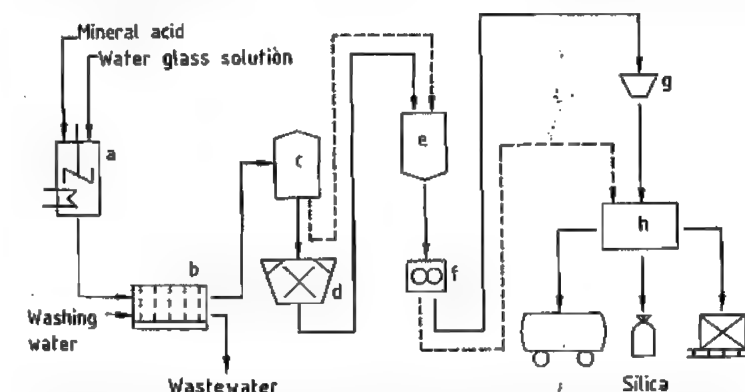 Mineral acid
Water glass solution
a
b
c
d
e
f
g
h
Washing
water
Wastewater
Silica